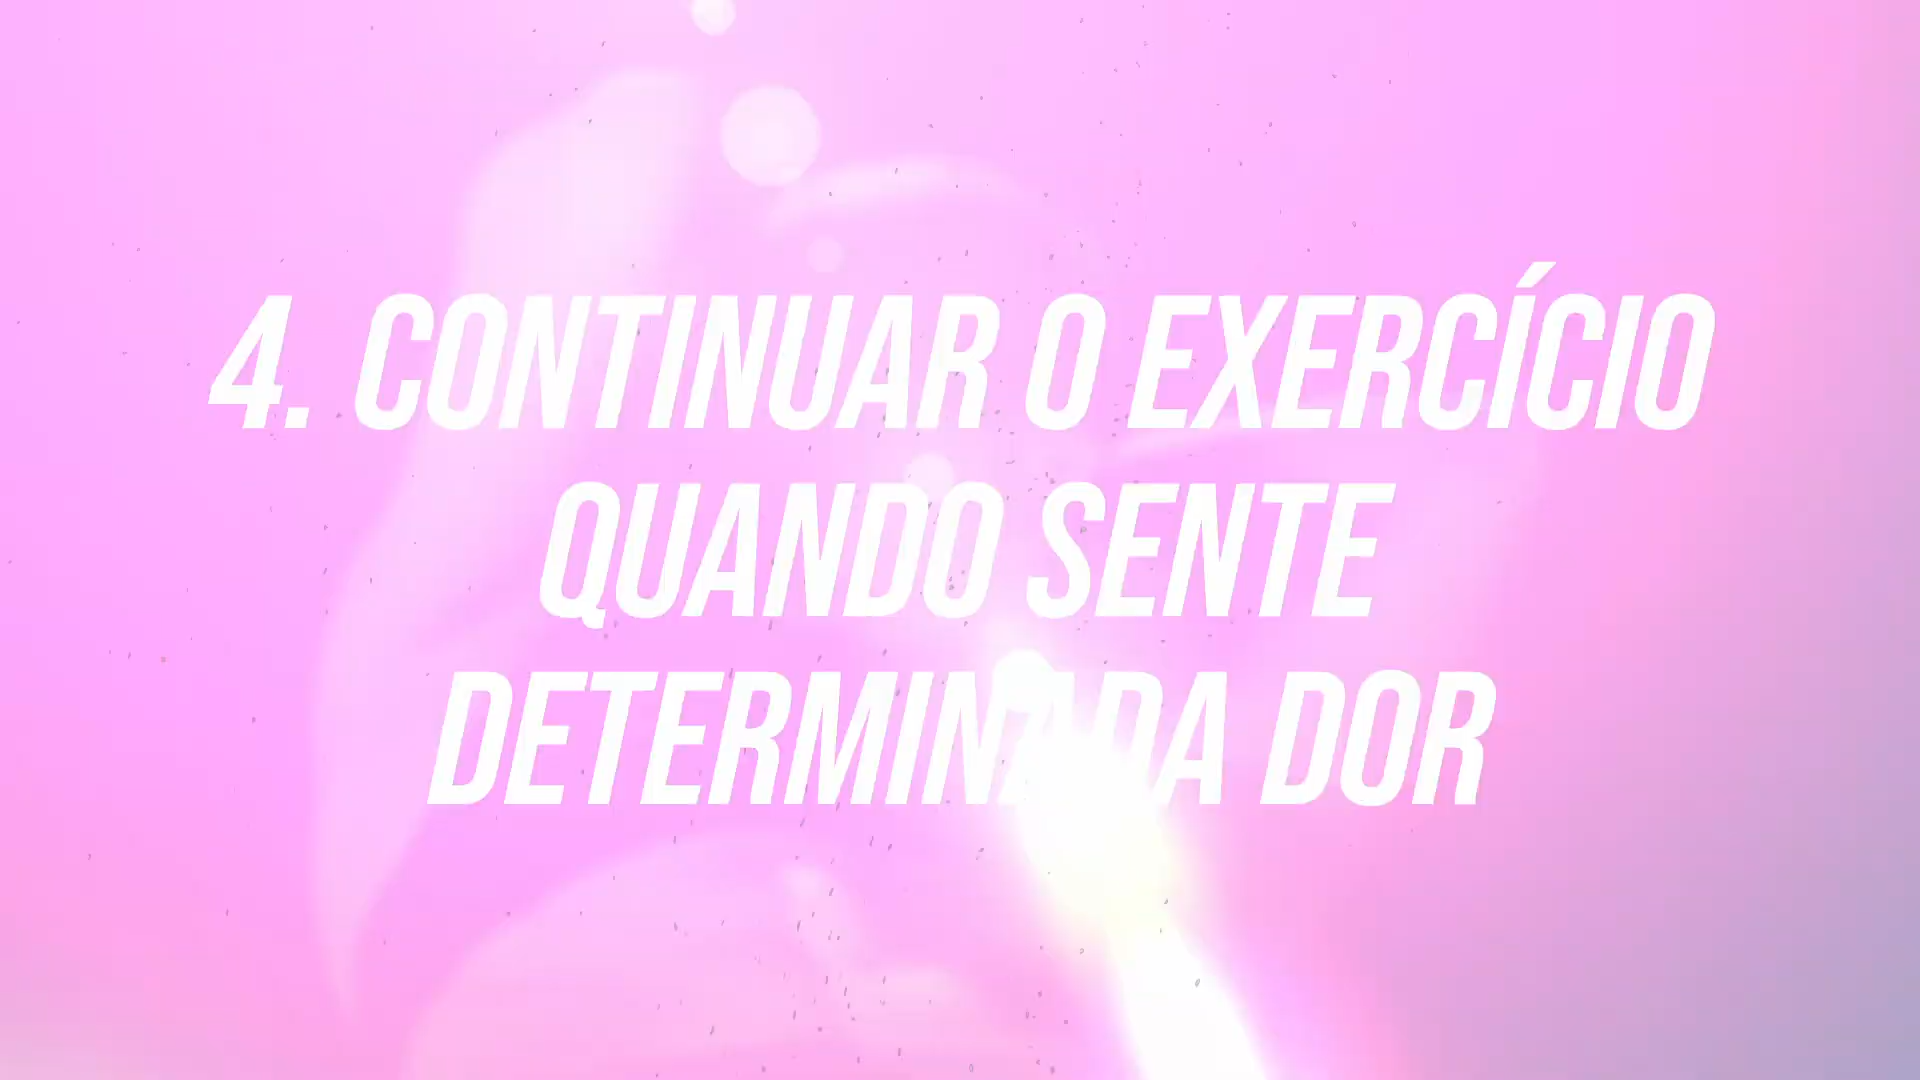 4. CONTINUAR O EXERCÍCIO
QUANDO SENTE
DETERMINADA DOR